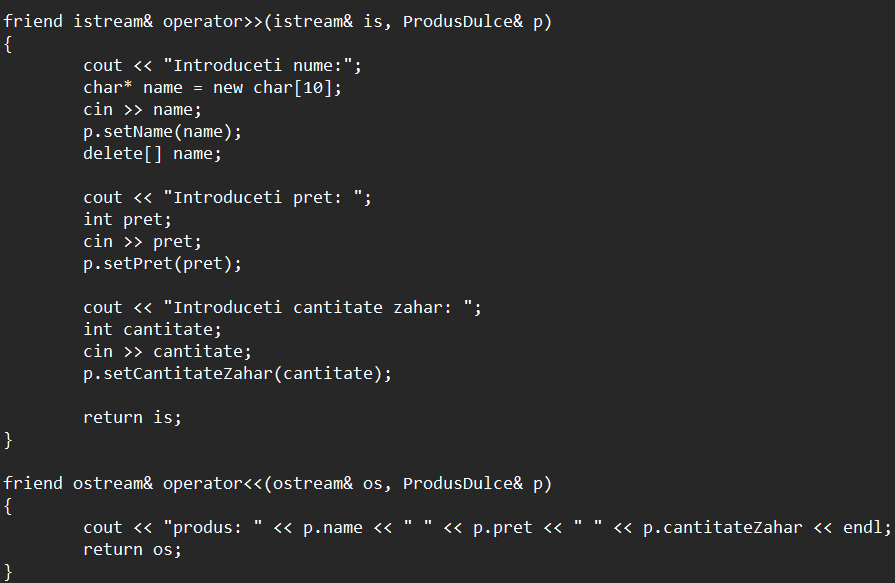 friend istream& operator>>(istream& is, ProdusDulce& p)
{
        cout << "Introduceti nume:";
        char* name = new char[10];
        cin >> name;
        p.setName(name);
        delete[] name;

        cout << "Introduceti pret: ";
        int pret;
        cin >> pret;
        p.setPret(pret);

        cout << "Introduceti cantitate zahar: ";
        int cantitate;
        cin >> cantitate;
        p.setCantitateZahar(cantitate);

        return is;
}

friend ostream& operator<<(ostream& os, ProdusDulce& p)
{
        cout << "produs: " << p.name << " " << p.pret << " " << p.cantitateZahar << endl;
        return os;
}